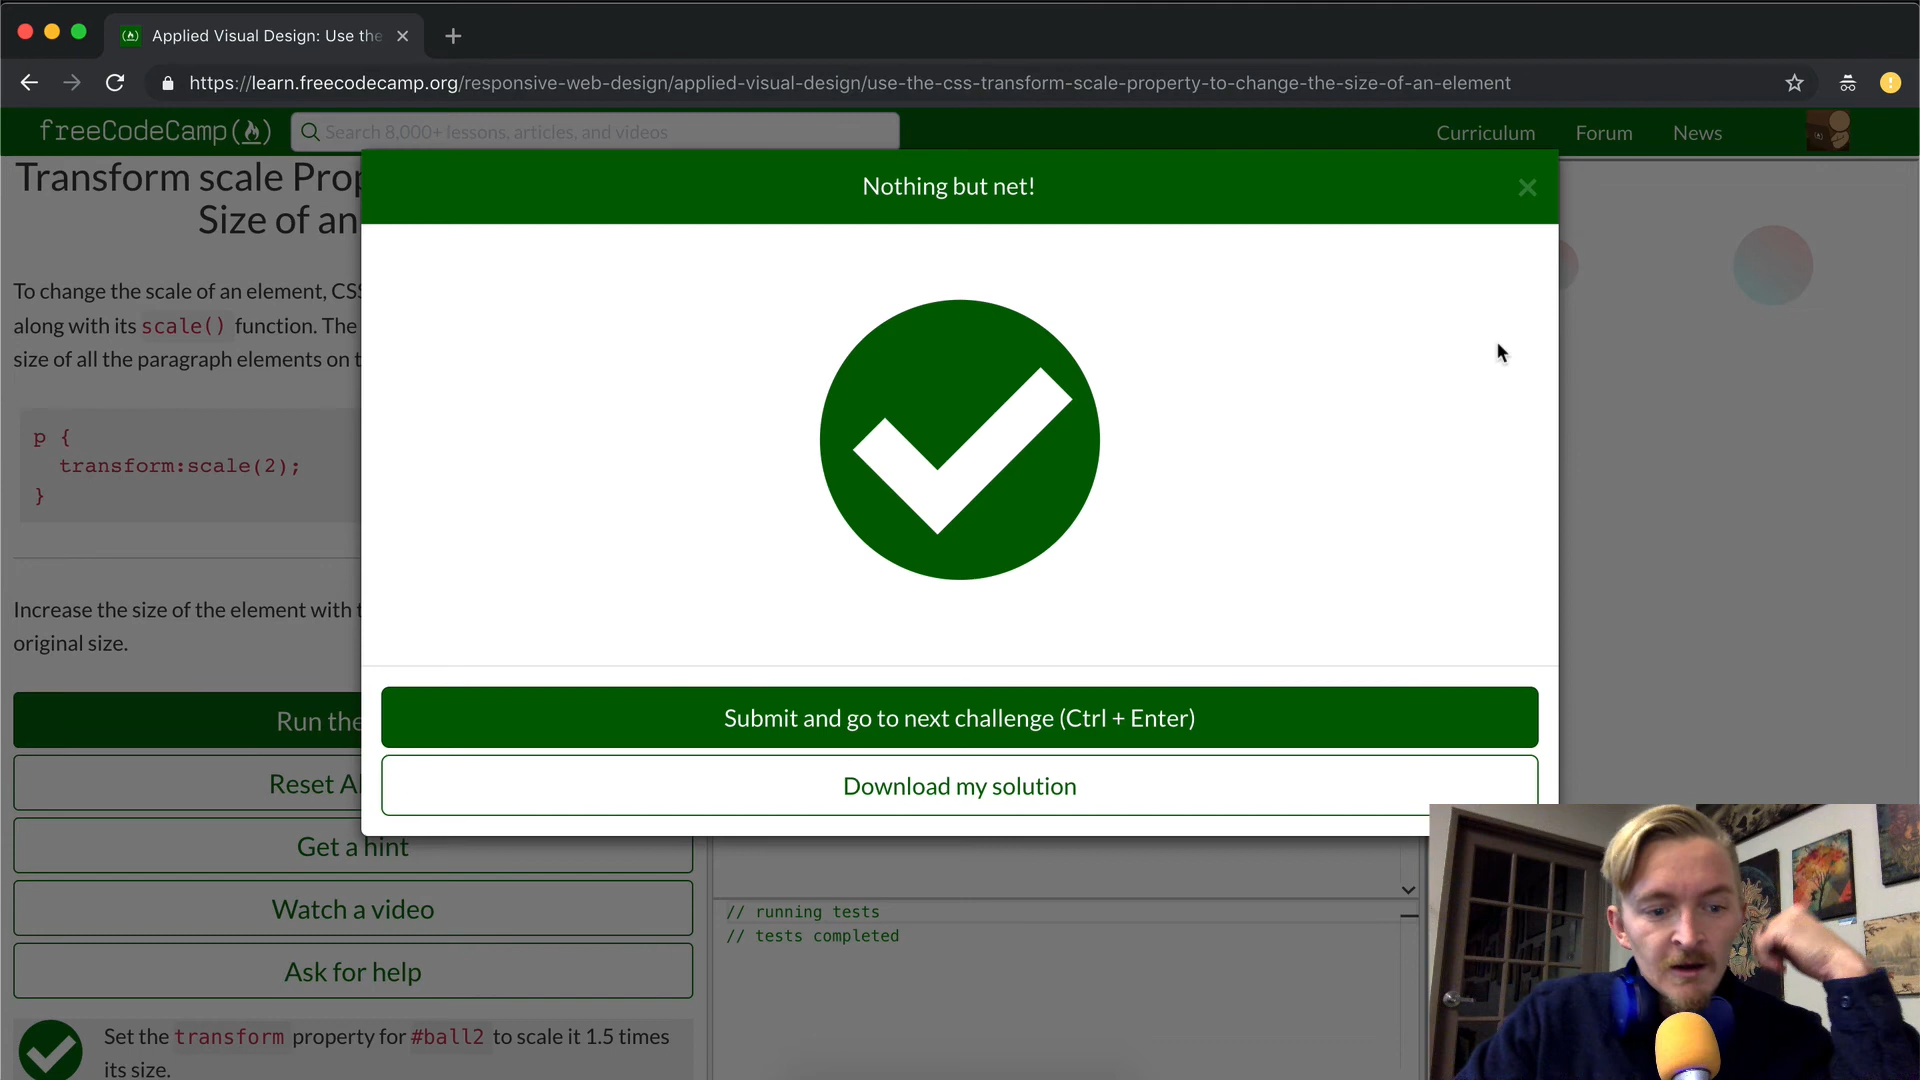 Applied Visual Design: Use the
https://learn.freecodecamp.org/responsive-web-design/applied-visual-design/use-the-css-transform-scale-property-to-change-the-size-of-an-element
freeCodeCamp
Search 8,000+ lessons, articles, and videos
Curriculum
Forum
News
Transform scale Prop
Size of an
Nothing but net!
To change the scale of an element, CSS
along with its scale() function. The
size of all the paragraph elements on t
p {
transform:scale(2);
}
Increase the size of the element with t
original size.
Run the
Submit and go to next challenge (Ctrl + Enter)
Reset Al
Download my solution
Get a hint
Watch a video
Ask for help
// running tests
// tests completed
Set the transform property for #ball2 to scale it 1.5 times
its size.